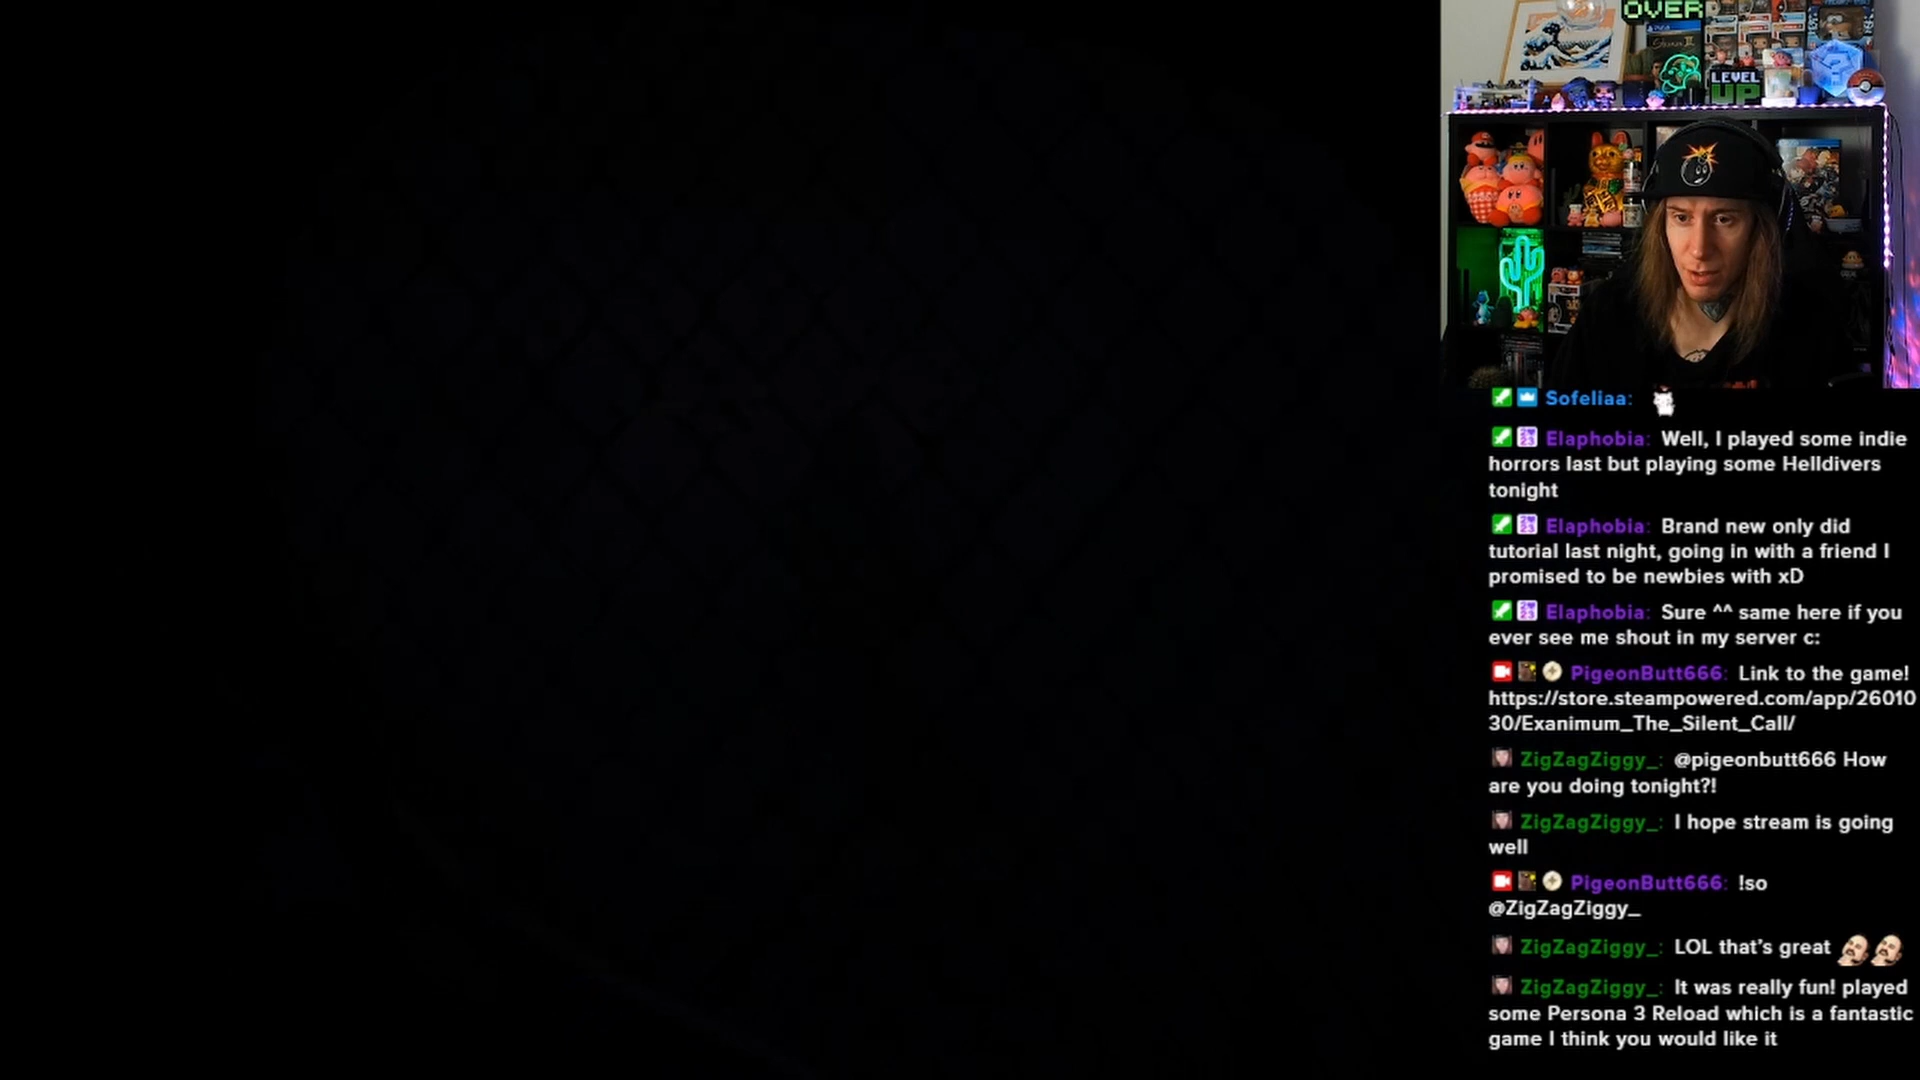 OVER
LEVEL
UP
Sofeliaa:
Elaphobia: Well, I played some indie
horrors last but playing some Helldivers
tonight
Elaphobia: Brand new only did
tutorial last night, going in with a friend I
promised to be newbies with xD
Elaphobia: Sure ^^ same here if you
ever see me shout in my server c:
PigeonButt666: Link to the game!
https://store.steampowered.com/app/26010
30/Exanimum_The_Silent_Call/
ZigZagZiggy_: @pigeonbutt666 How
are you doing tonight?!
ZigZagZiggy_: I hope stream is going
well
PigeonButt666: !so
@ZigZagZiggy_
ZigZagZiggy_: LOL that's great
ZigZagZiggy_: It was really fun! played
some Persona 3 Reload which is a fantastic
game I think you would like it